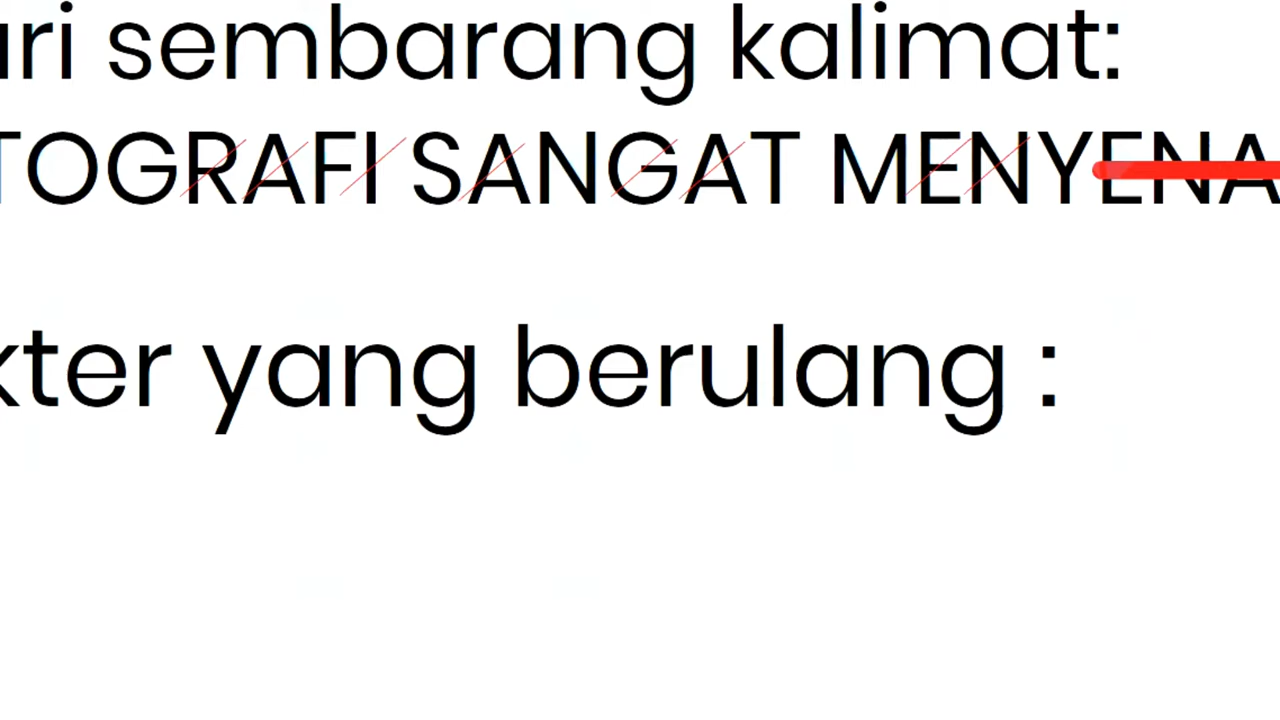 ri sembarang kalimat:
TOGRAFI SANGAT MENYENA
kter yang berulang :